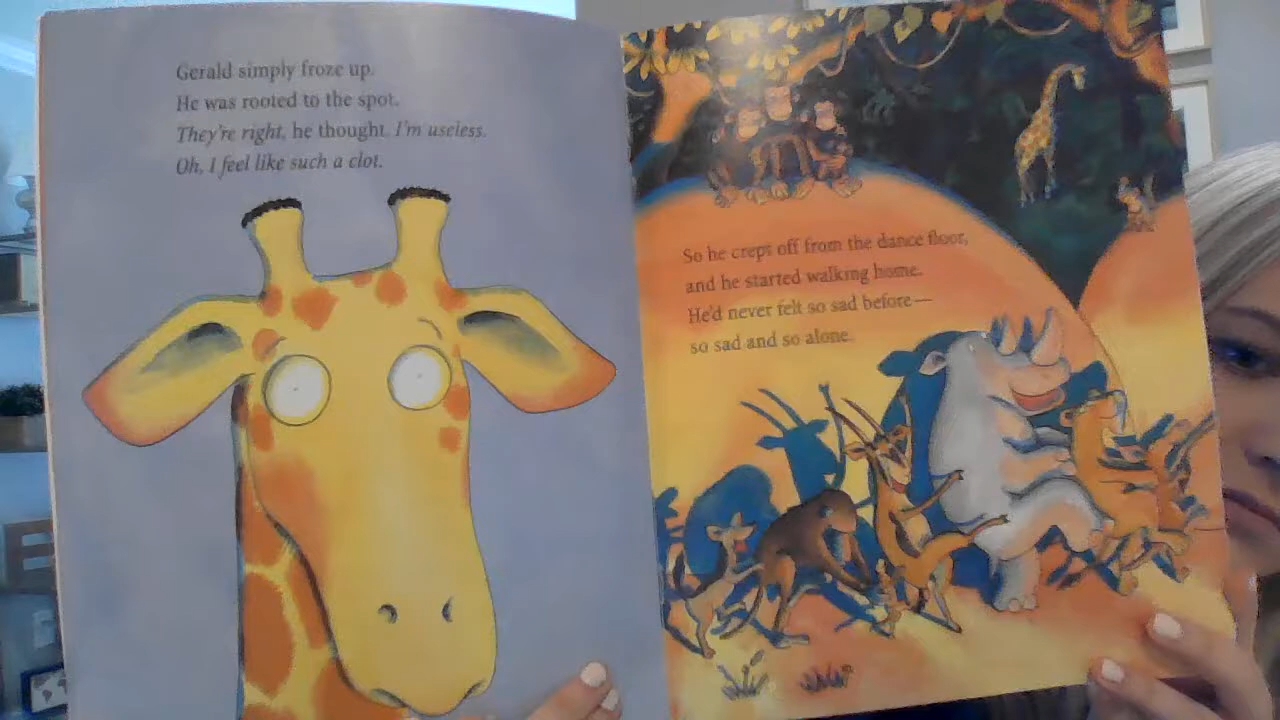 Gerald simply froze up.
He was rooted to the spot.
They're right, he thought. I'm useless.
Oh, I feel like such a clot.
So he crept off from the dance floor,
and he started walking home.
He'd never felt so sad before—
so sad and so alone.